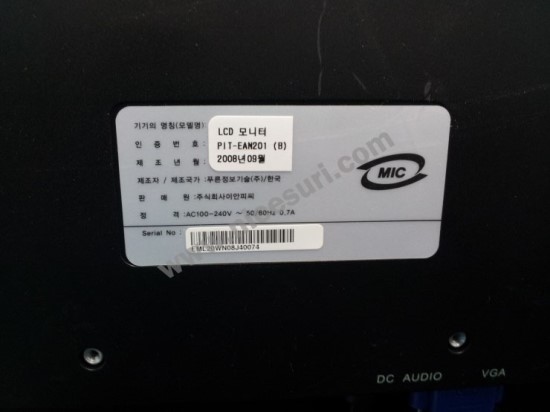 기기의 명칭(모델명) LCD 모니터
인 증 번 호 : PIT-EAN201 (B)
제 조 년 월 2008년09월
제조자 / 제조국가 :푸른정보기술(주)/한국
판 매 원 :주식회사아란피씨
정 격 :AC100-240V ~ 50/60Hz 0.7A
MIC
Serial No :
DC AUDIO VGA